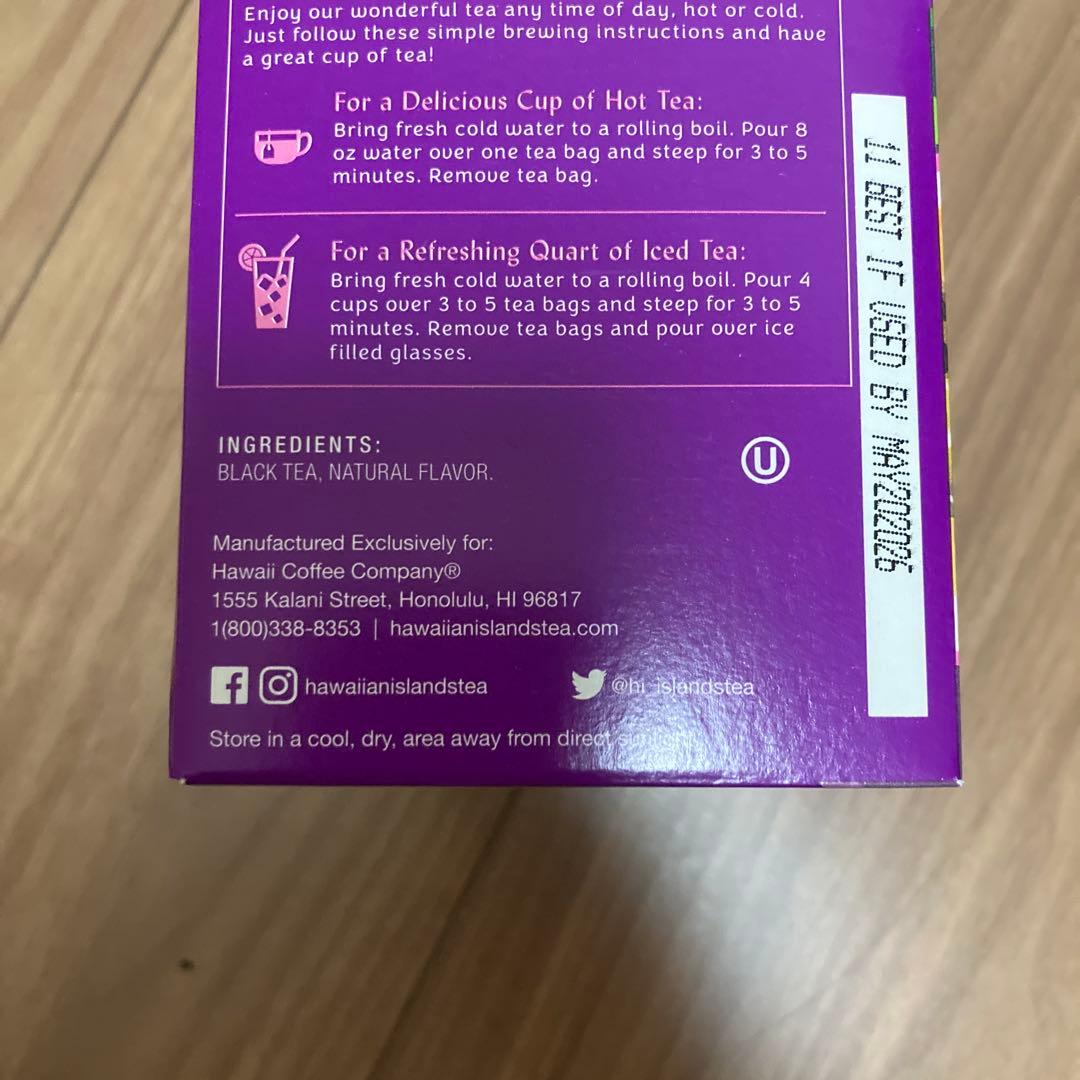 Enjoy our wonderful tea any time of day, hot or cold.
Just follow these simple brewing instructions and have
a great cup of tea!
For a Delicious Cup of Hot Tea:
Bring fresh cold water to a rolling boil. Pour 8
oz water over one tea bag and steep for 3 to 5
minutes. Remove tea bag.
For a Refreshing Quart of Iced Tea:
Bring fresh cold water to a rolling boil. Pour 4
cups over 3 to 5 tea bags and steep for 3 to 5
minutes. Remove tea bags and pour over ice
filled glasses.
INGREDIENTS:
BLACK TEA, NATURAL FLAVOR.
U
Manufactured Exclusively for:
Hawaii Coffee Company®
1555 Kalani Street, Honolulu, HI 96817
1(800)338-8353 | hawaiianislandstea.com
hawaiianislandstea
@hi_islandstea
Store in a cool, dry, area away from direct sunlight.
11 BEST IF USED BY MAY202026